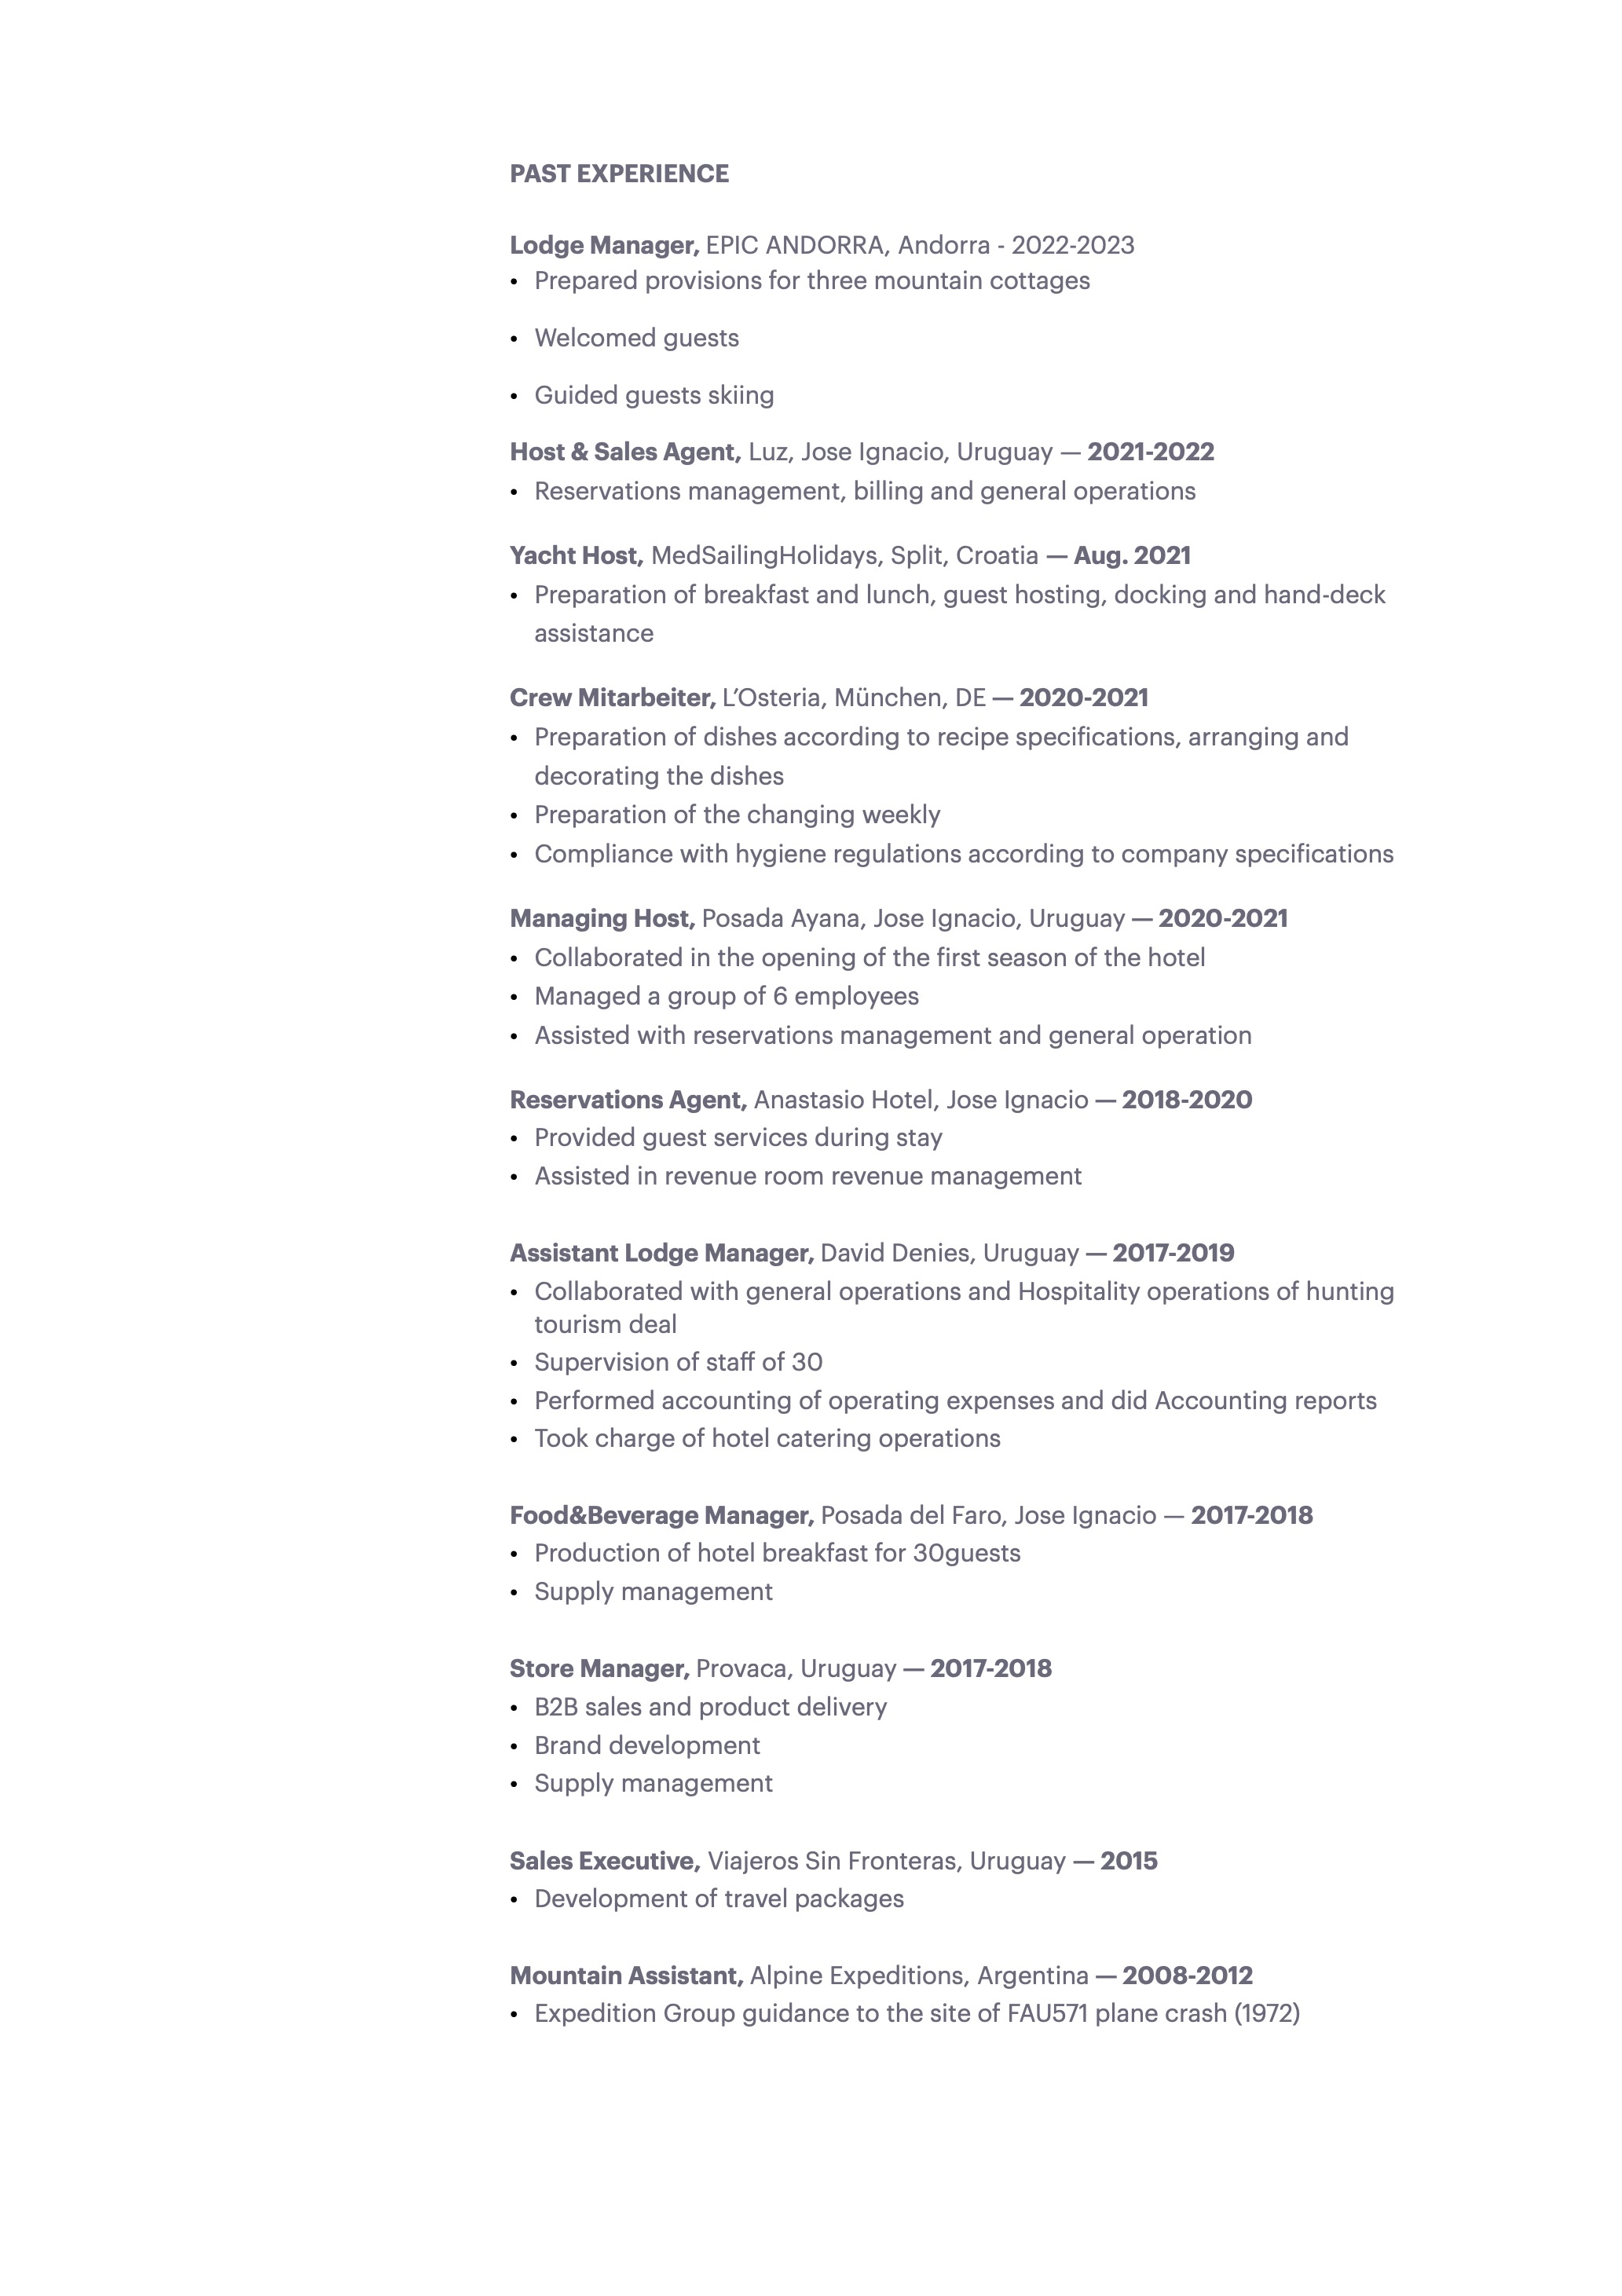 PAST EXPERIENCE
Lodge Manager, EPIC ANDORRA, Andorra - 2022-2023
• Prepared provisions for three mountain cottages
• Welcomed guests
• Guided guests skiing
Host & Sales Agent, Luz, Jose Ignacio, Uruguay — 2021-2022
• Reservations management, billing and general operations
Yacht Host, MedSailingHolidays, Split, Croatia — Aug. 2021
• Preparation of breakfast and lunch, guest hosting, docking and hand-deck
assistance
Crew Mitarbeiter, L’Osteria, München, DE — 2020-2021
• Preparation of dishes according to recipe specifications, arranging and
decorating the dishes
• Preparation of the changing weekly
• Compliance with hygiene regulations according to company specifications
Managing Host, Posada Ayana, Jose Ignacio, Uruguay — 2020-2021
• Collaborated in the opening of the first season of the hotel
• Managed a group of 6 employees
• Assisted with reservations management and general operation
Reservations Agent, Anastasio Hotel, Jose Ignacio — 2018-2020
• Provided guest services during stay
• Assisted in revenue room revenue management
Assistant Lodge Manager, David Denies, Uruguay — 2017-2019
• Collaborated with general operations and Hospitality operations of hunting
tourism deal
• Supervision of staff of 30
• Performed accounting of operating expenses and did Accounting reports
• Took charge of hotel catering operations
Food&Beverage Manager, Posada del Faro, Jose Ignacio — 2017-2018
• Production of hotel breakfast for 30guests
• Supply management
Store Manager, Provaca, Uruguay — 2017-2018
• B2B sales and product delivery
• Brand development
• Supply management
Sales Executive, Viajeros Sin Fronteras, Uruguay — 2015
• Development of travel packages
Mountain Assistant, Alpine Expeditions, Argentina — 2008-2012
• Expedition Group guidance to the site of FAU571 plane crash (1972)